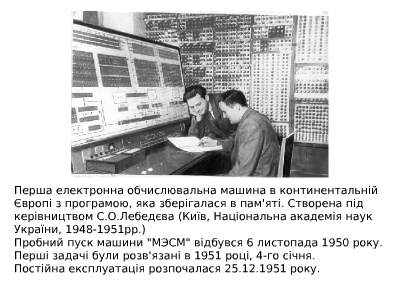 Перша електронна обчислювальна машина в континентальній
Європі з програмою, яка зберігалася в пам'яті. Створена під
керівництвом С.О.Лебедєва (Київ, Національна академія наук
України, 1948-1951рр.)
Пробний пуск машини "МЭСМ" відбувся 6 листопада 1950 року.
Перші задачі були розв'язані в 1951 році, 4-го січня.
Постійна експлуатація розпочалася 25.12.1951 року.